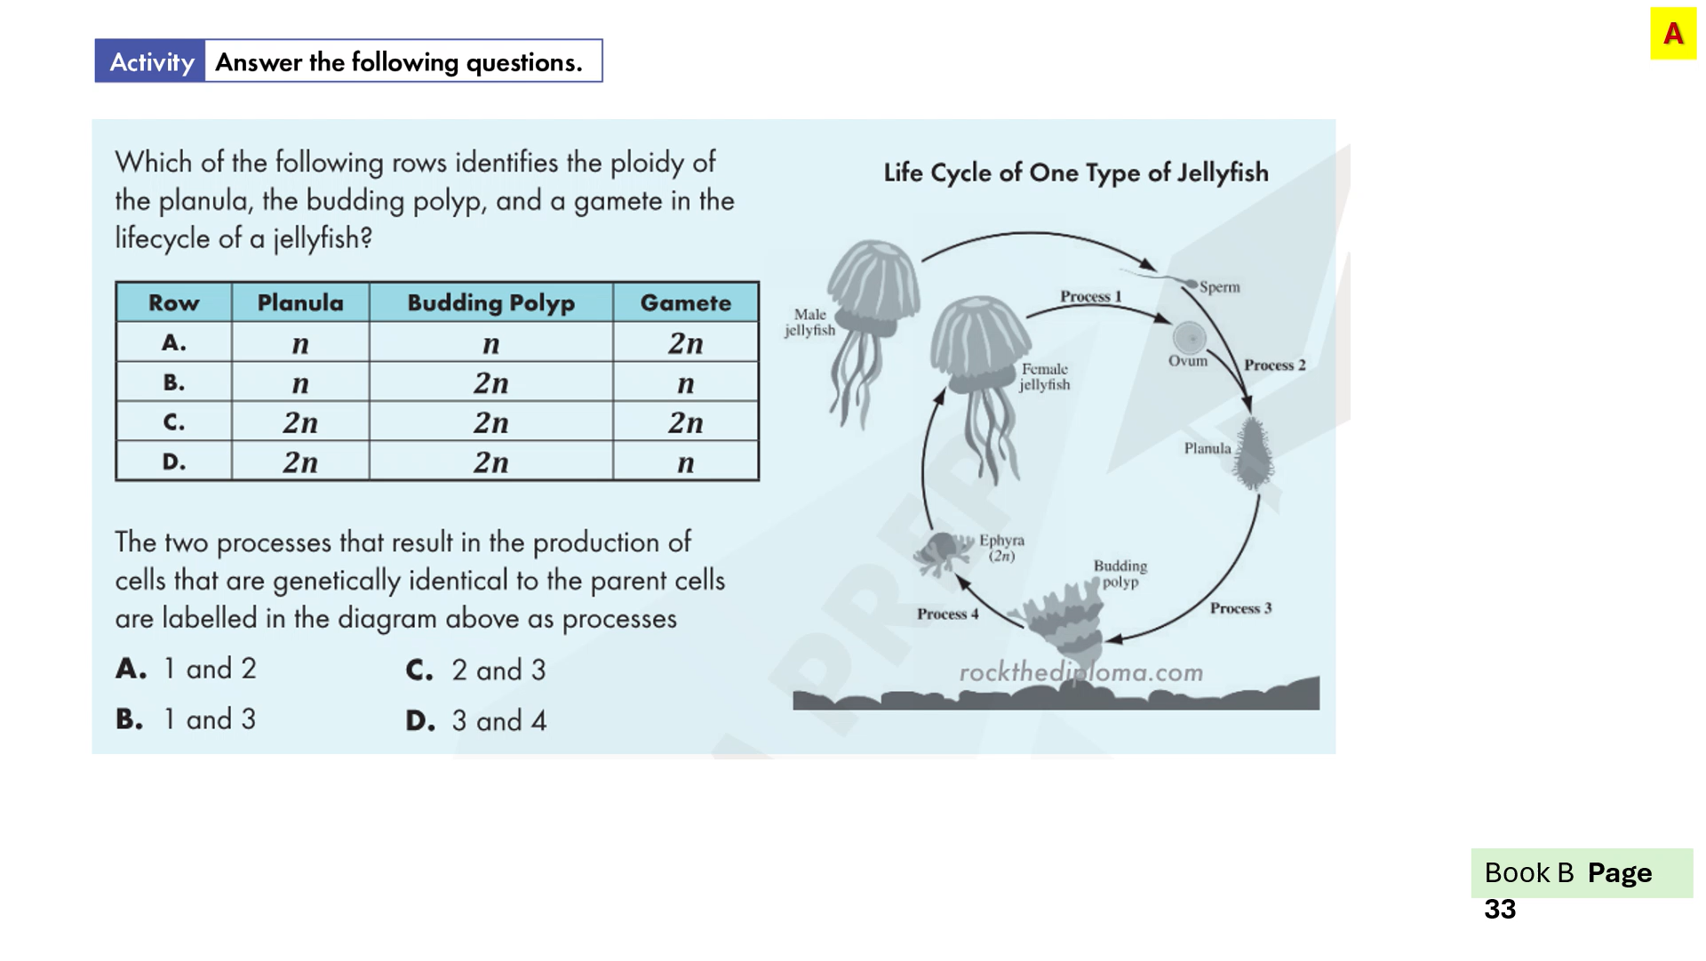 A
Activity Answer the following questions.
Which of the following rows identifies the ploidy of
the planula, the budding polyp, and a gamete in the
lifecycle of a jellyfish?
Row Planula Budding Polyp Gamete
A. n n 2n
B. n 2n n
C. 2n 2n 2n
D. 2n 2n n
The two processes that result in the production of
cells that are genetically identical to the parent cells
are labelled in the diagram above as processes
A. 1 and 2 C. 2 and 3
B. 1 and 3 D. 3 and 4
Life Cycle of One Type of Jellyfish
Male
jellyfish
Female
jellyfish
Process 1
Sperm
Ovum
Process 2
Planula
Process 3
Budding
polyp
Process 4
Ephyra
(2n)
rockthediploma.com
PREP
Book B Page
33